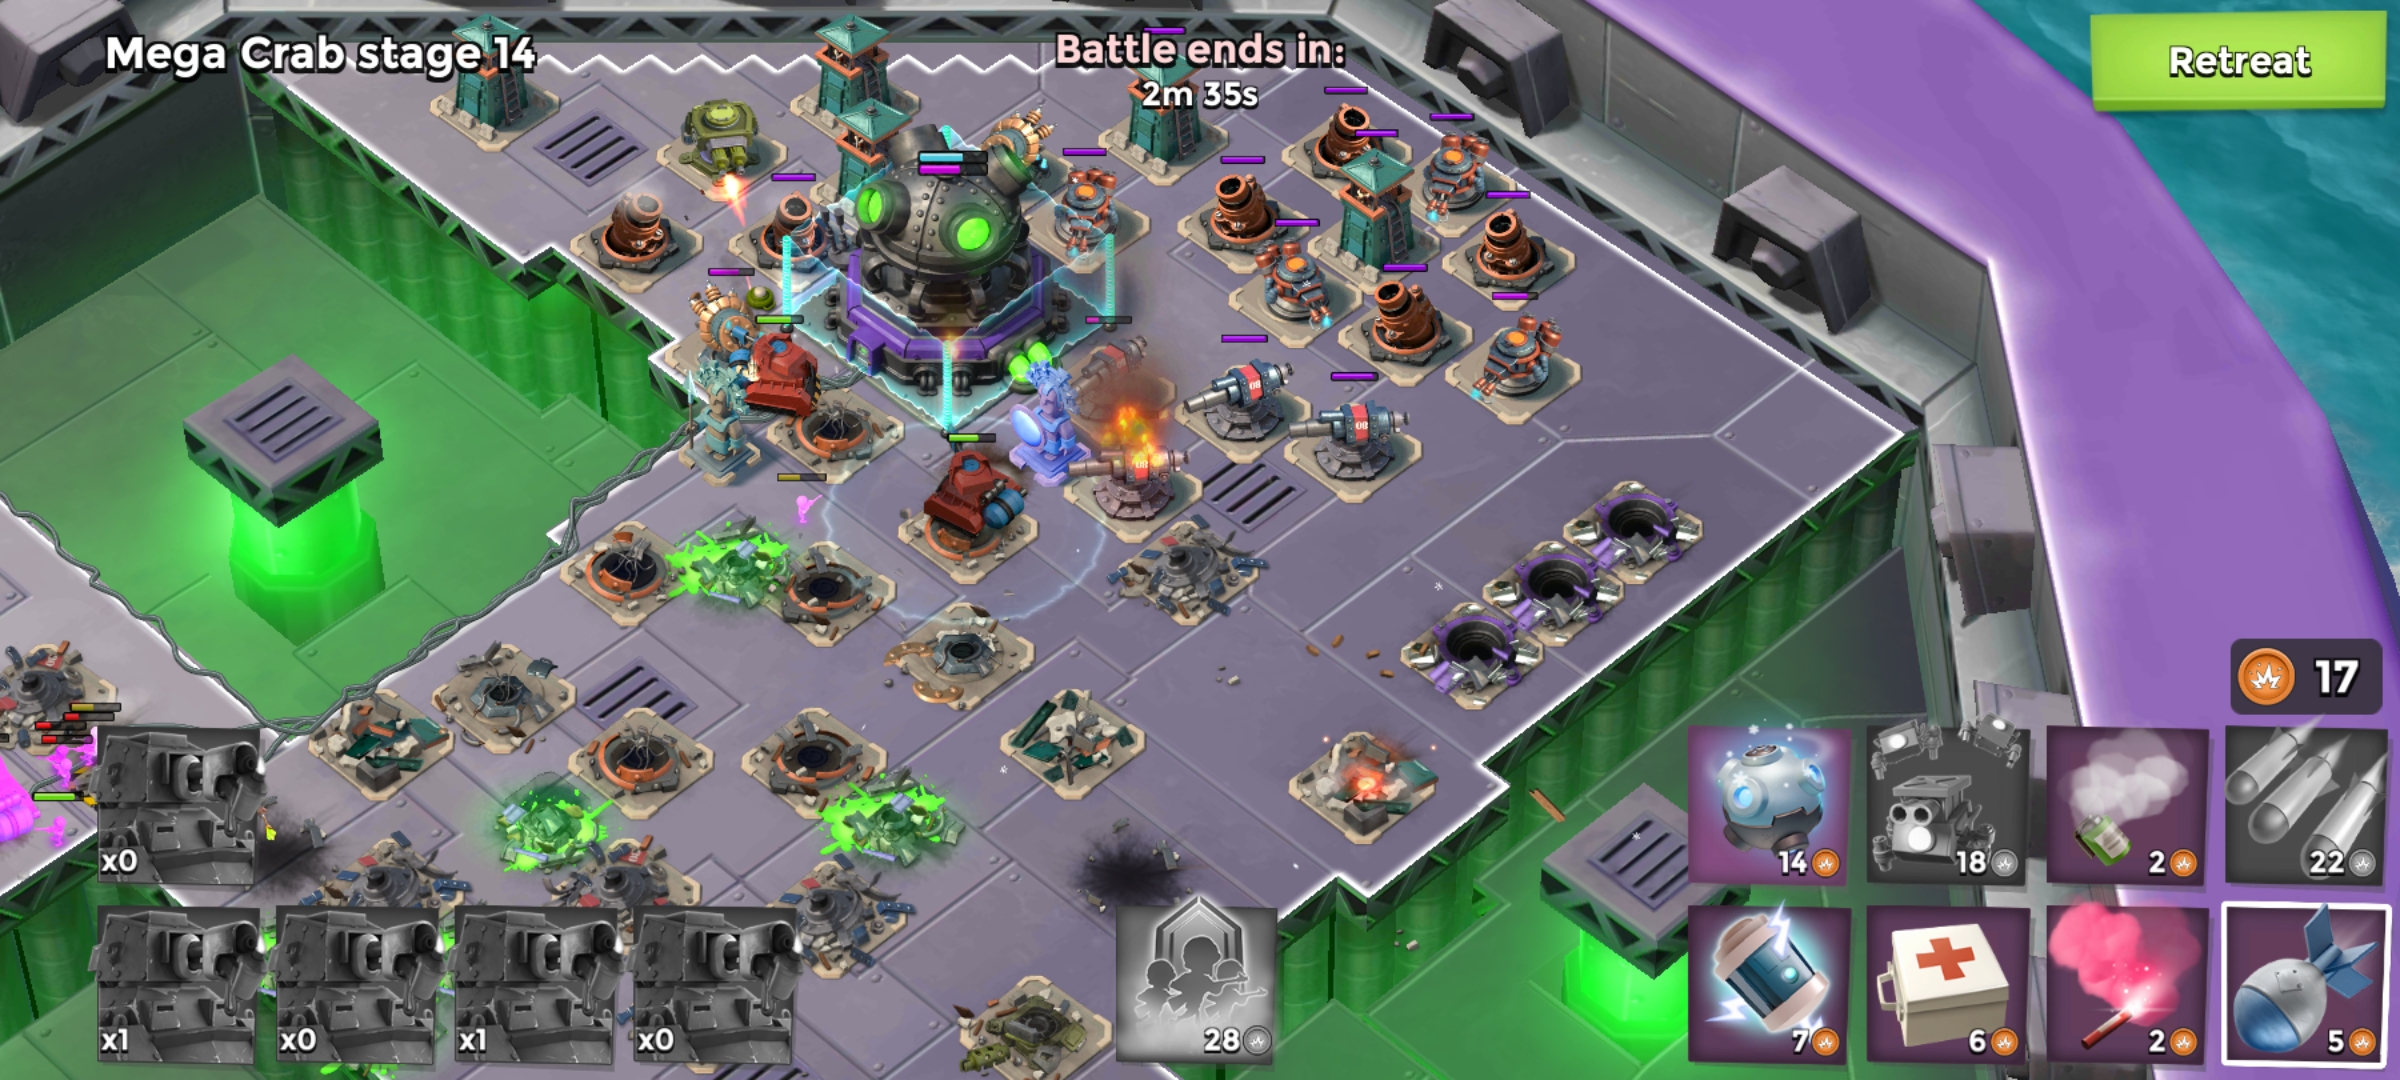 Mega Crab stage 14
Battle ends in:
2m 35s
Retreat
17
14
18
2
22
x0
x1
x0
x1
x0
28
7
6
2
5